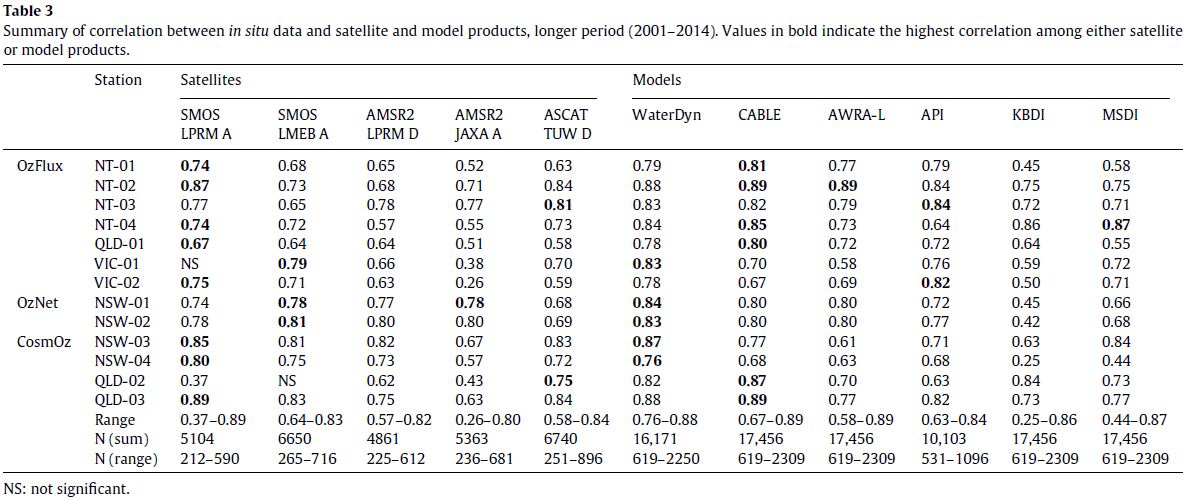 Table 3
Summary of correlation between in situ data and satellite and model products, longer period (2001–2014). Values in bold indicate the highest correlation among either satellite
or model products.
Station Satellites Models
SMOS SMOS AMSR2 AMSR2 ASCAT WaterDyn CABLE AWRA-L API KBDI MSDI
LPRM A LMEB A LPRM D JAXA A TUW D
OzFlux NT-01 0.74 0.68 0.65 0.52 0.63 0.79 0.81 0.77 0.79 0.45 0.58
NT-02 0.87 0.73 0.68 0.71 0.84 0.88 0.89 0.89 0.84 0.75 0.75
NT-03 0.77 0.65 0.78 0.77 0.81 0.83 0.82 0.79 0.84 0.72 0.71
NT-04 0.74 0.72 0.57 0.55 0.73 0.84 0.85 0.73 0.64 0.86 0.87
QLD-01 0.67 0.64 0.64 0.51 0.58 0.78 0.80 0.72 0.72 0.64 0.55
VIC-01 NS 0.79 0.66 0.38 0.70 0.83 0.70 0.58 0.76 0.59 0.72
VIC-02 0.75 0.71 0.63 0.26 0.59 0.78 0.67 0.69 0.82 0.50 0.71
OzNet NSW-01 0.74 0.78 0.77 0.78 0.68 0.84 0.80 0.80 0.72 0.45 0.66
NSW-02 0.78 0.81 0.80 0.80 0.69 0.83 0.80 0.80 0.77 0.42 0.68
CosmOz NSW-03 0.85 0.81 0.82 0.67 0.83 0.87 0.77 0.61 0.71 0.63 0.84
NSW-04 0.80 0.75 0.73 0.57 0.72 0.76 0.68 0.63 0.68 0.25 0.44
QLD-02 0.37 NS 0.62 0.43 0.75 0.82 0.87 0.70 0.63 0.84 0.73
QLD-03 0.89 0.83 0.75 0.63 0.84 0.88 0.89 0.77 0.82 0.73 0.77
Range 0.37–0.89 0.64–0.83 0.57–0.82 0.26–0.80 0.58–0.84 0.76–0.88 0.67–0.89 0.58–0.89 0.63–0.84 0.25–0.86 0.44–0.87
N (sum) 5104 6650 4861 5363 6740 16,171 17,456 17,456 10,103 17,456 17,456
N (range) 212–590 265–716 225–612 236–681 251–896 619–2250 619–2309 619–2309 531–1096 619–2309 619–2309
NS: not significant.